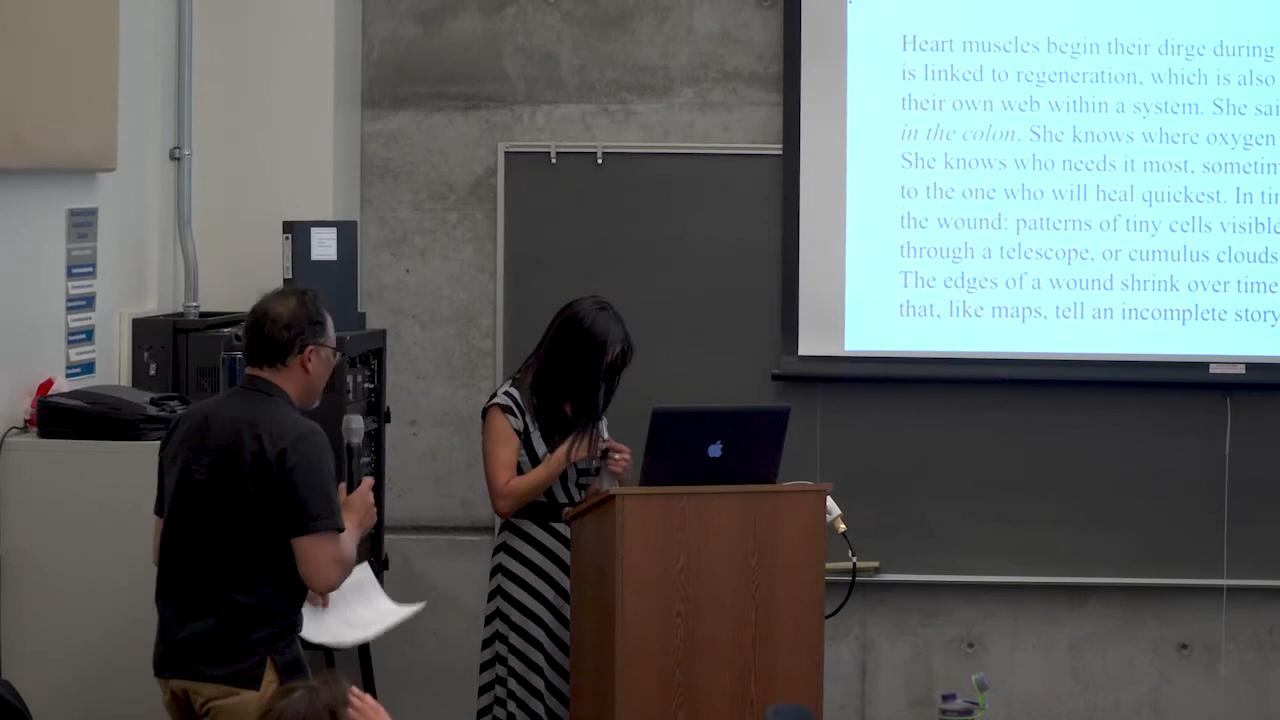 Heart muscles begin their dirge during
is linked to regeneration, which is also
their own web within a system. She sai
in the colon. She knows where oxygen
She knows who needs it most, sometim
to the one who will heal quickest. In tim
the wound: patterns of tiny cells visible
through a telescope, or cumulus clouds
The edges of a wound shrink over time
that, like maps, tell an incomplete story